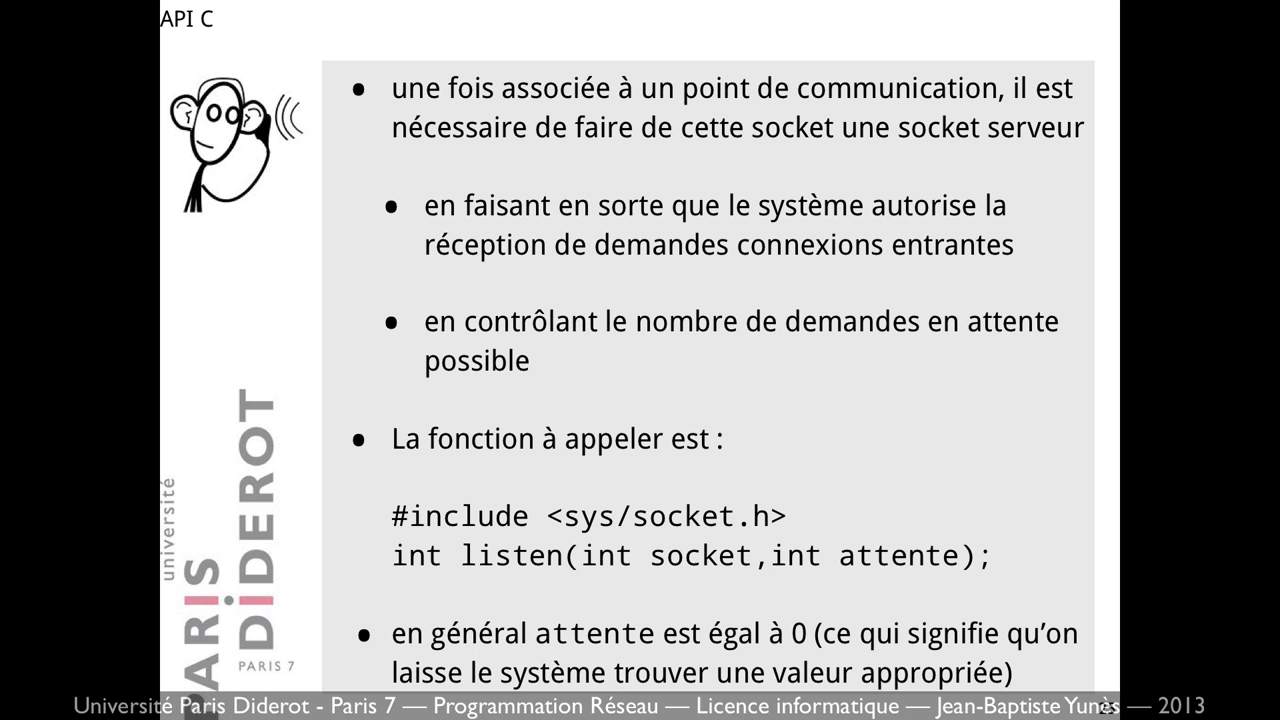 API C
• une fois associée à un point de communication, il est
nécessaire de faire de cette socket une socket serveur
• en faisant en sorte que le système autorise la
réception de demandes connexions entrantes
• en contrôlant le nombre de demandes en attente
possible
• La fonction à appeler est :
#include <sys/socket.h>
int listen(int socket,int attente);
• en général attente est égal à 0 (ce qui signifie qu’on
laisse le système trouver une valeur appropriée)
université
PARIS
DiDEROT
PARIS 7
Université Paris Diderot - Paris 7 — Programmation Réseau — Licence informatique — Jean-Baptiste Yunès — 2013